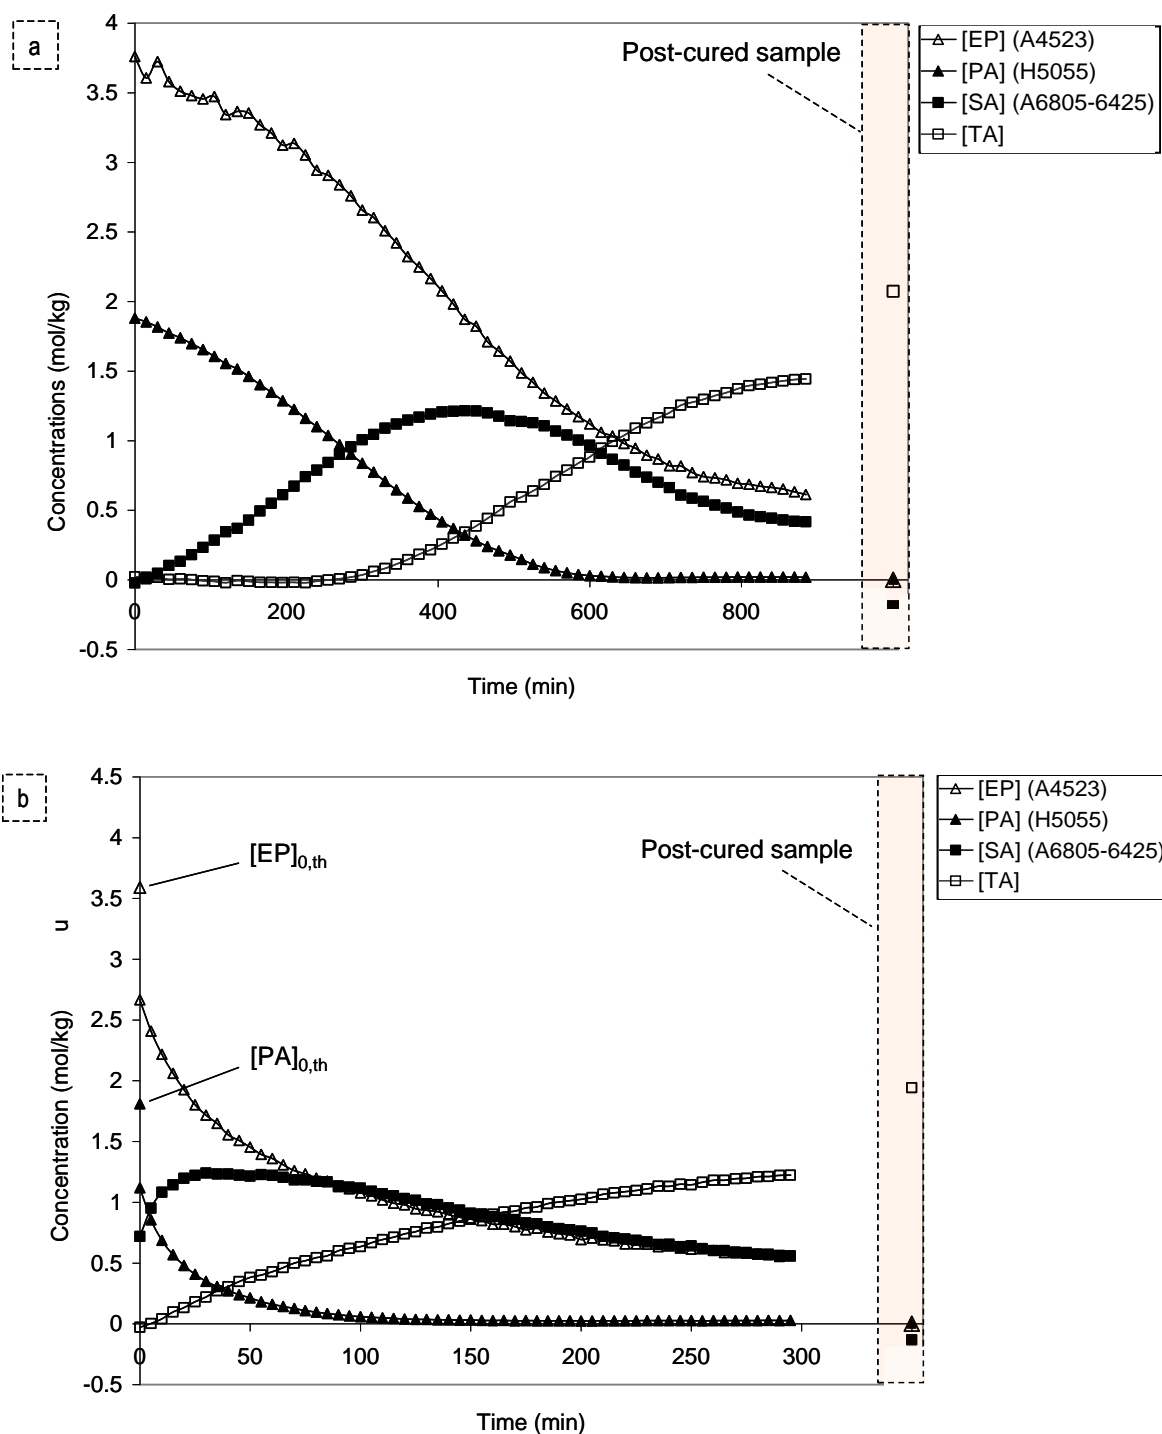 a
4
3.5
3
2.5
2
1.5
1
0.5
0
-0.5
Concentrations (mol/kg)
0 200 400 600 800
Time (min)
Post-cured sample
[EP] (A4523)
[PA] (H5055)
[SA] (A6805-6425)
[TA]
b
4.5
4
3.5
3
2.5
2
1.5
1
0.5
0
-0.5
Concentration (mol/kg) u
0 50 100 150 200 250 300
Time (min)
[EP]0,th
[PA]0,th
Post-cured sample
[EP] (A4523)
[PA] (H5055)
[SA] (A6805-6425)
[TA]